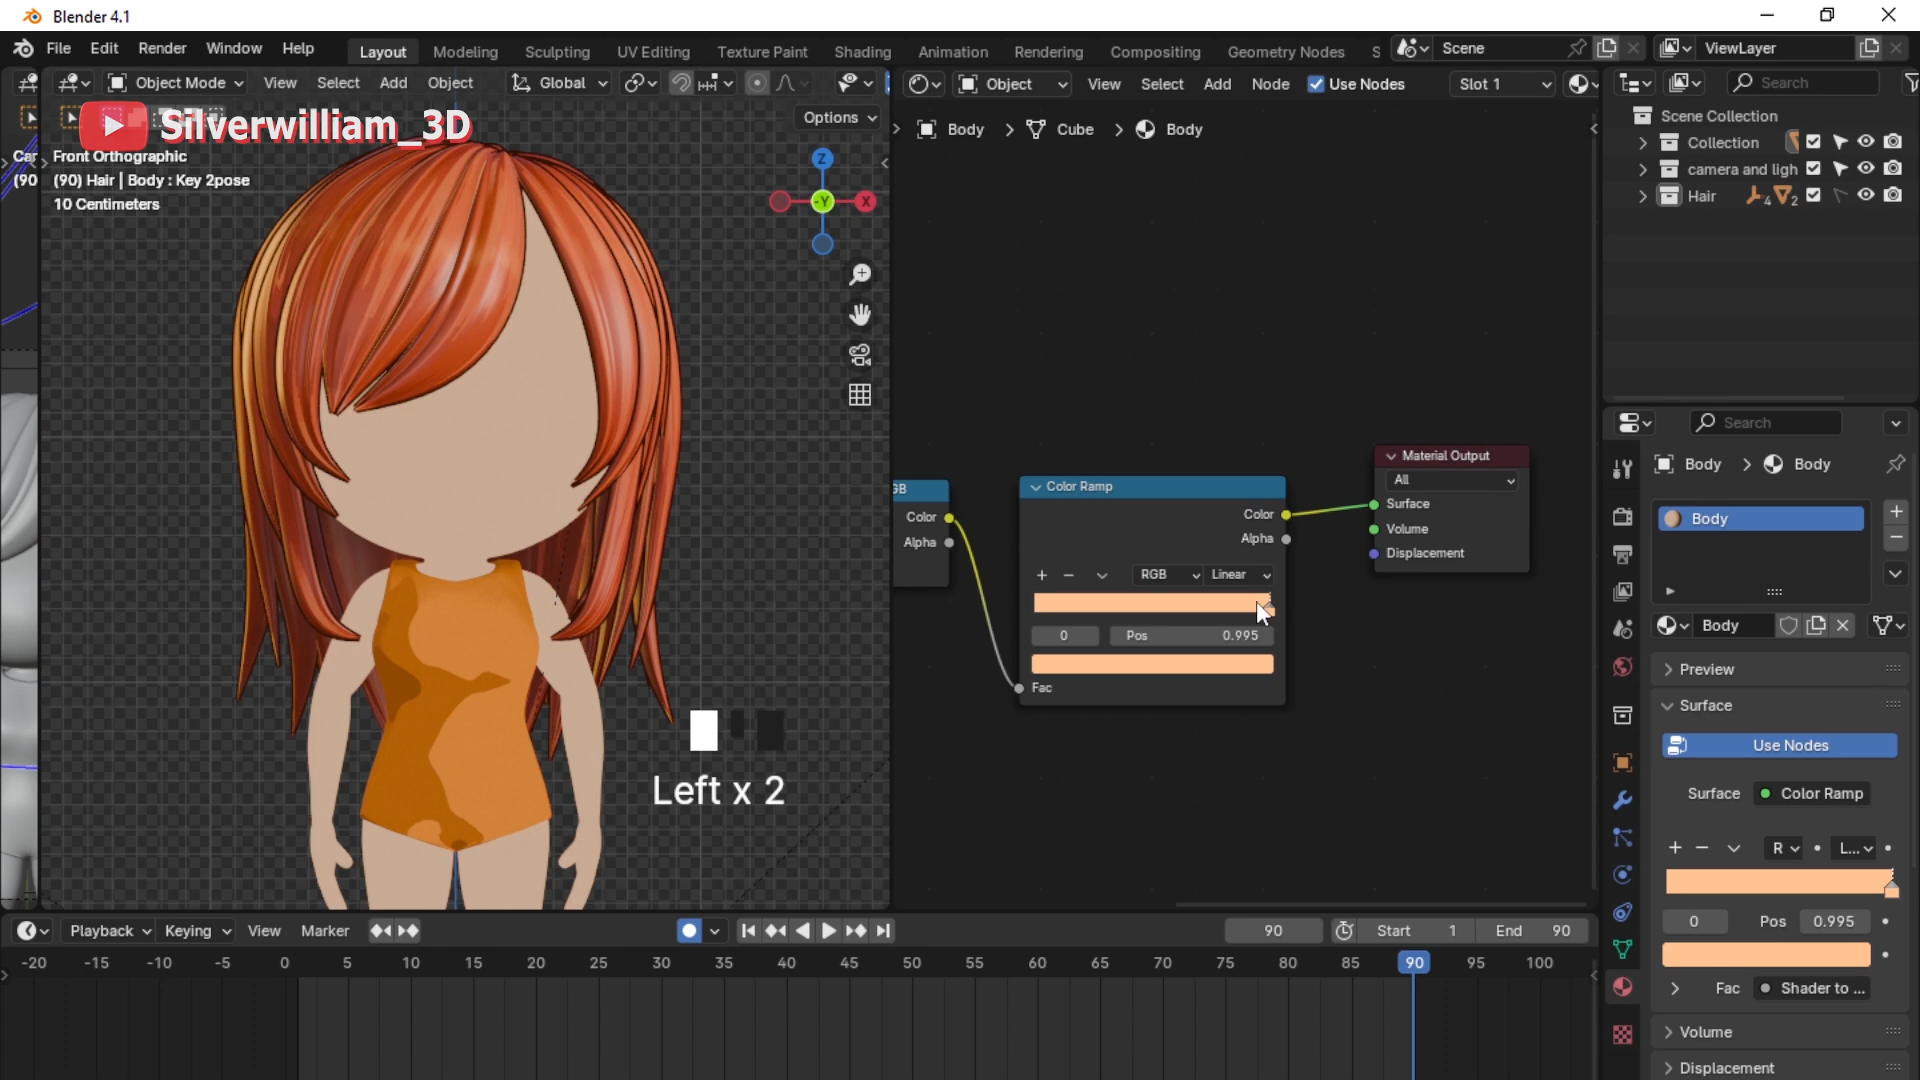 Blender 4.1
File Edit Render Window Help
Layout Modeling Sculpting UV Editing Texture Paint Shading Animation Rendering Compositing Geometry Nodes S
Scene
ViewLayer
Object Mode View Select Add Object Global
Object View Select Add Node Use Nodes Slot 1
Search
Silverwilliam_3D
Options
Body > Cube > Body
Scene Collection
Collection
camera and ligh
Hair 4 2
Car
(90
Front Orthographic
(90) Hair | Body : Key 2pose
10 Centimeters
Z
-Y X
GB
Color
Alpha
Color Ramp
Color
Alpha
+ − RGB Linear
0 Pos 0.995
Fac
Material Output
All
Surface
Volume
Displacement
Left x 2
Search
Body > Body
Body
Body
Preview
Surface
Use Nodes
Surface Color Ramp
+ − R L...
0 Pos 0.995
Fac Shader to ...
Volume
Displacement
Playback Keying View Marker
90 Start 1 End 90
-20 -15 -10 -5 0 5 10 15 20 25 30 35 40 45 50 55 60 65 70 75 80 85 90 95 100